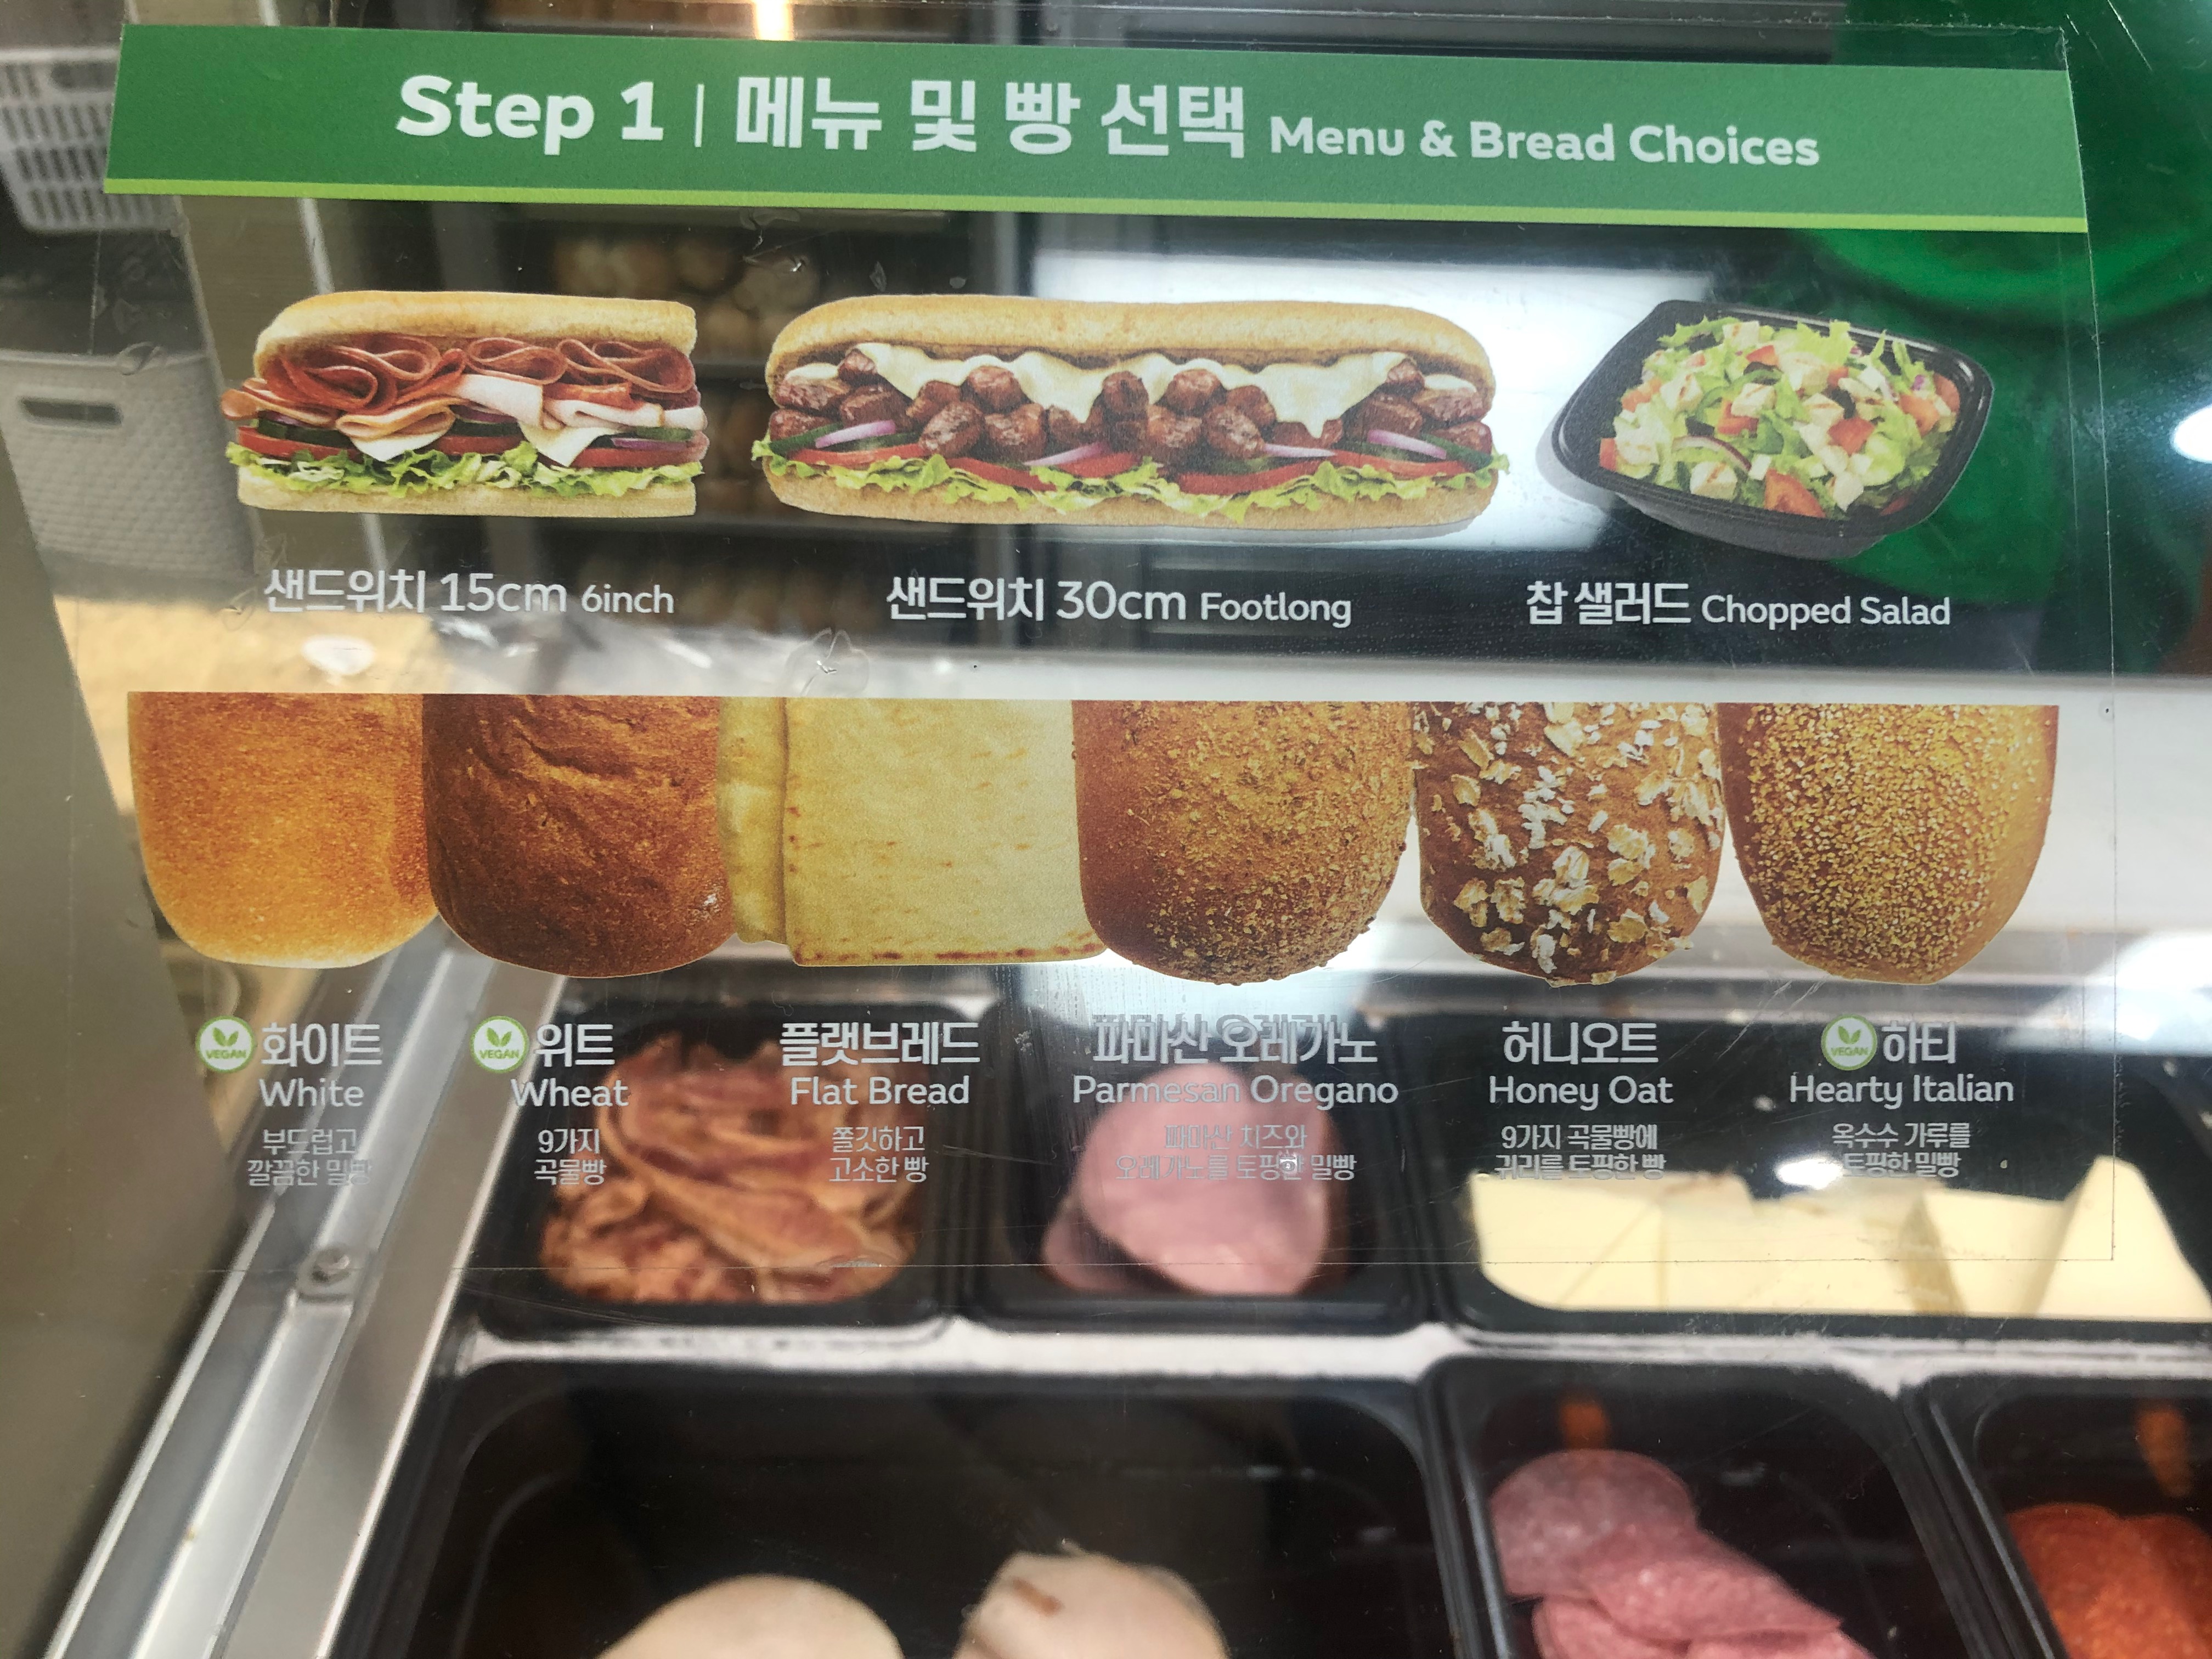 Step 1 | 메뉴 및 빵 선택 Menu & Bread Choices
샌드위치 15cm 6inch
샌드위치 30cm Footlong
찹 샐러드 Chopped Salad
VEGAN 화이트
White
부드럽고
깔끔한 밀빵
VEGAN 위트
Wheat
9가지
곡물빵
플랫브레드
Flat Bread
쫄깃하고
고소한 빵
파마산 오레가노
Parmesan Oregano
파마산 치즈와
오레가노를 토핑한 밀빵
허니오트
Honey Oat
9가지 곡물빵에
귀리를 토핑한 빵
VEGAN 하티
Hearty Italian
옥수수 가루를
토핑한 밀빵